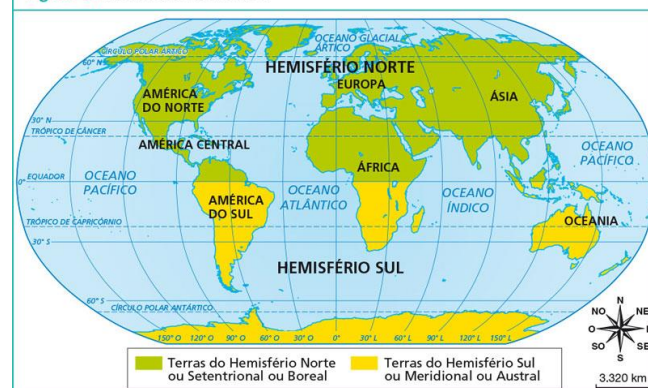 OCEANO GLACIAL
ÁRTICO
CÍRCULO POLAR ÁRTICO
60° N
HEMISFÉRIO NORTE
EUROPA
AMÉRICA
DO NORTE
ÁSIA
30° N
TRÓPICO DE CÂNCER
AMÉRICA CENTRAL
OCEANO
PACÍFICO
ÁFRICA
OCEANO
PACÍFICO
0°
EQUADOR
OCEANO
ATLÂNTICO
OCEANO
ÍNDICO
AMÉRICA
DO SUL
OCEANIA
TRÓPICO DE CAPRICÓRNIO
30° S
HEMISFÉRIO SUL
60° S
CÍRCULO POLAR ANTÁRTICO
150° O 120° O 90° O 60° O 30° O 0° 30° L 60° L 90° L 120° L 150° L
N
NO NE
O L
SO SE
S
Terras do Hemisfério Norte
ou Setentrional ou Boreal
Terras do Hemisfério Sul
ou Meridional ou Austral
3.320 km